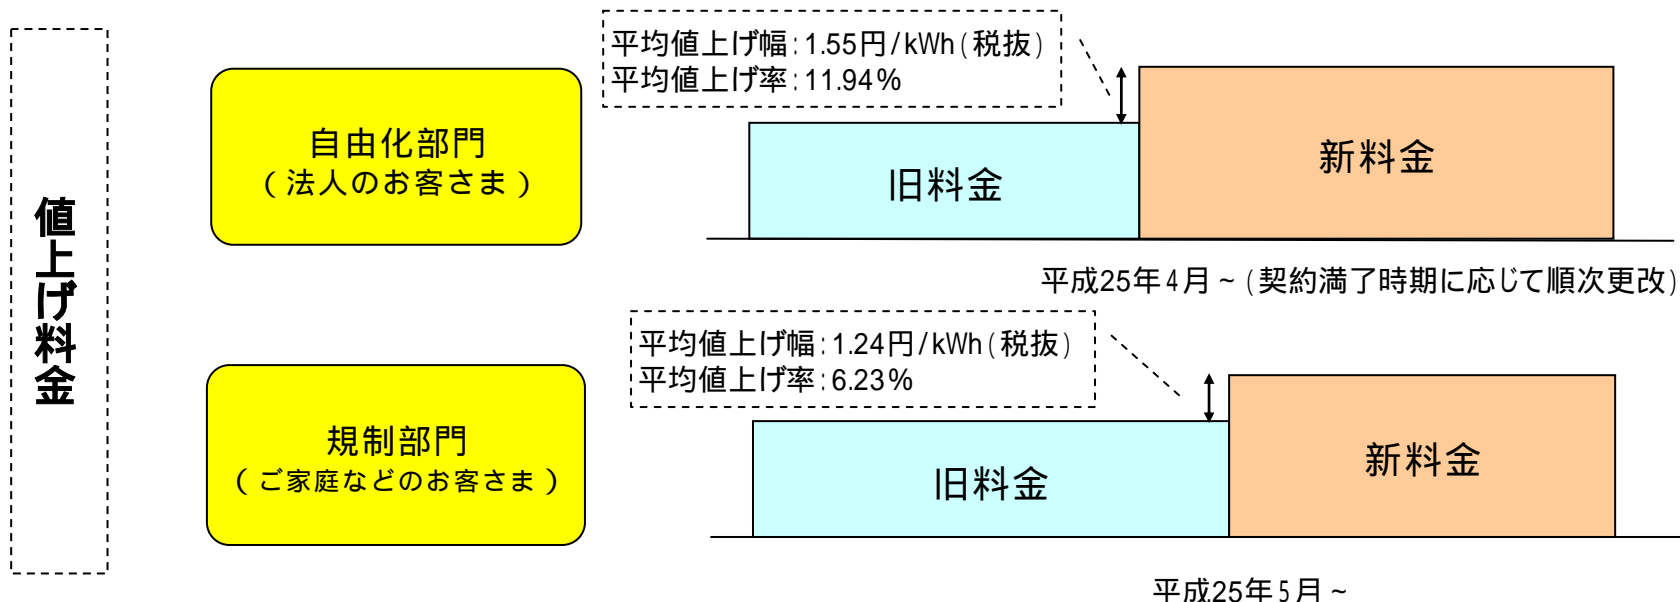 値上げ料金
平均値上げ幅:1.55円/kWh(税抜)
平均値上げ率:11.94%
自由化部門
(法人のお客さま)
旧料金
新料金
平成25年4月~(契約満了時期に応じて順次更改)
平均値上げ幅:1.24円/kWh(税抜)
平均値上げ率:6.23%
規制部門
(ご家庭などのお客さま)
旧料金
新料金
平成25年5月~